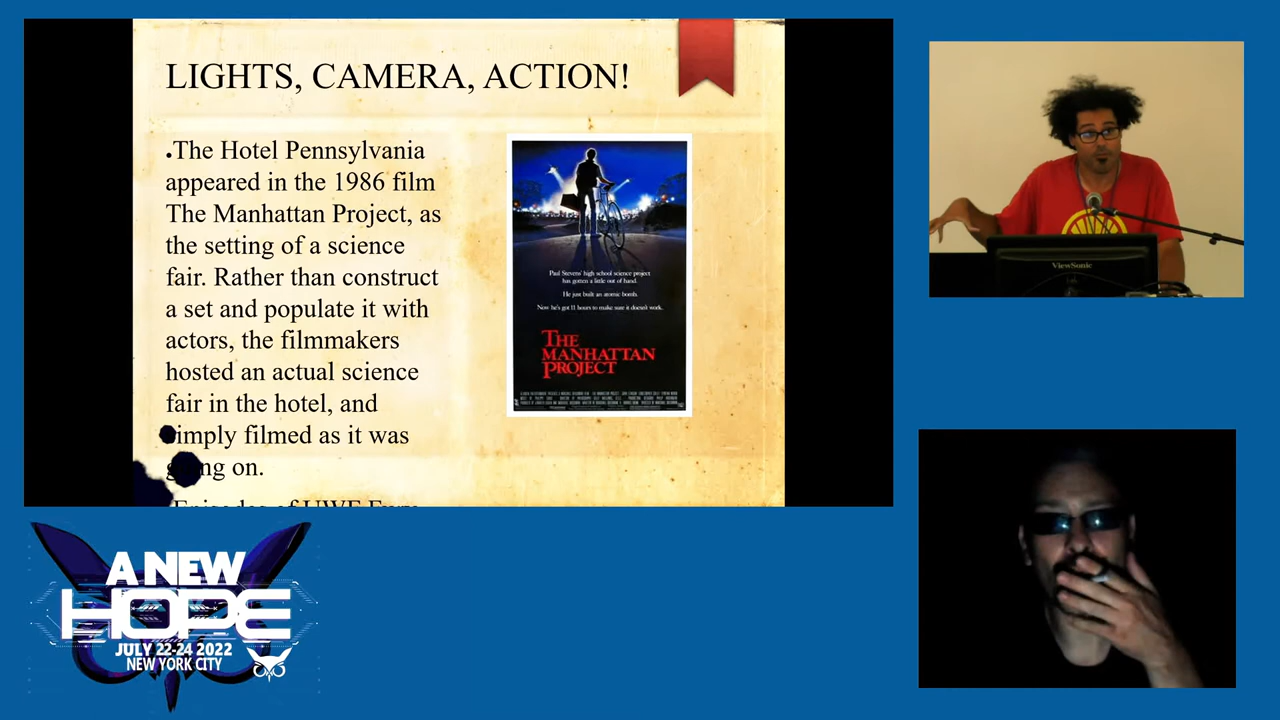 LIGHTS, CAMERA, ACTION!
.The Hotel Pennsylvania
appeared in the 1986 film
The Manhattan Project, as
the setting of a science
fair. Rather than construct
a set and populate it with
actors, the filmmakers
hosted an actual science
fair in the hotel, and
simply filmed as it was
going on.
Paul Stevens' high school science project
has gotten a little out of hand.
He just built an atomic bomb.
Now he's got 11 hours to make sure it doesn't work.
THE
MANHATTAN
PROJECT
ViewSonic
A NEW
HOPE
JULY 22-24 2022
NEW YORK CITY